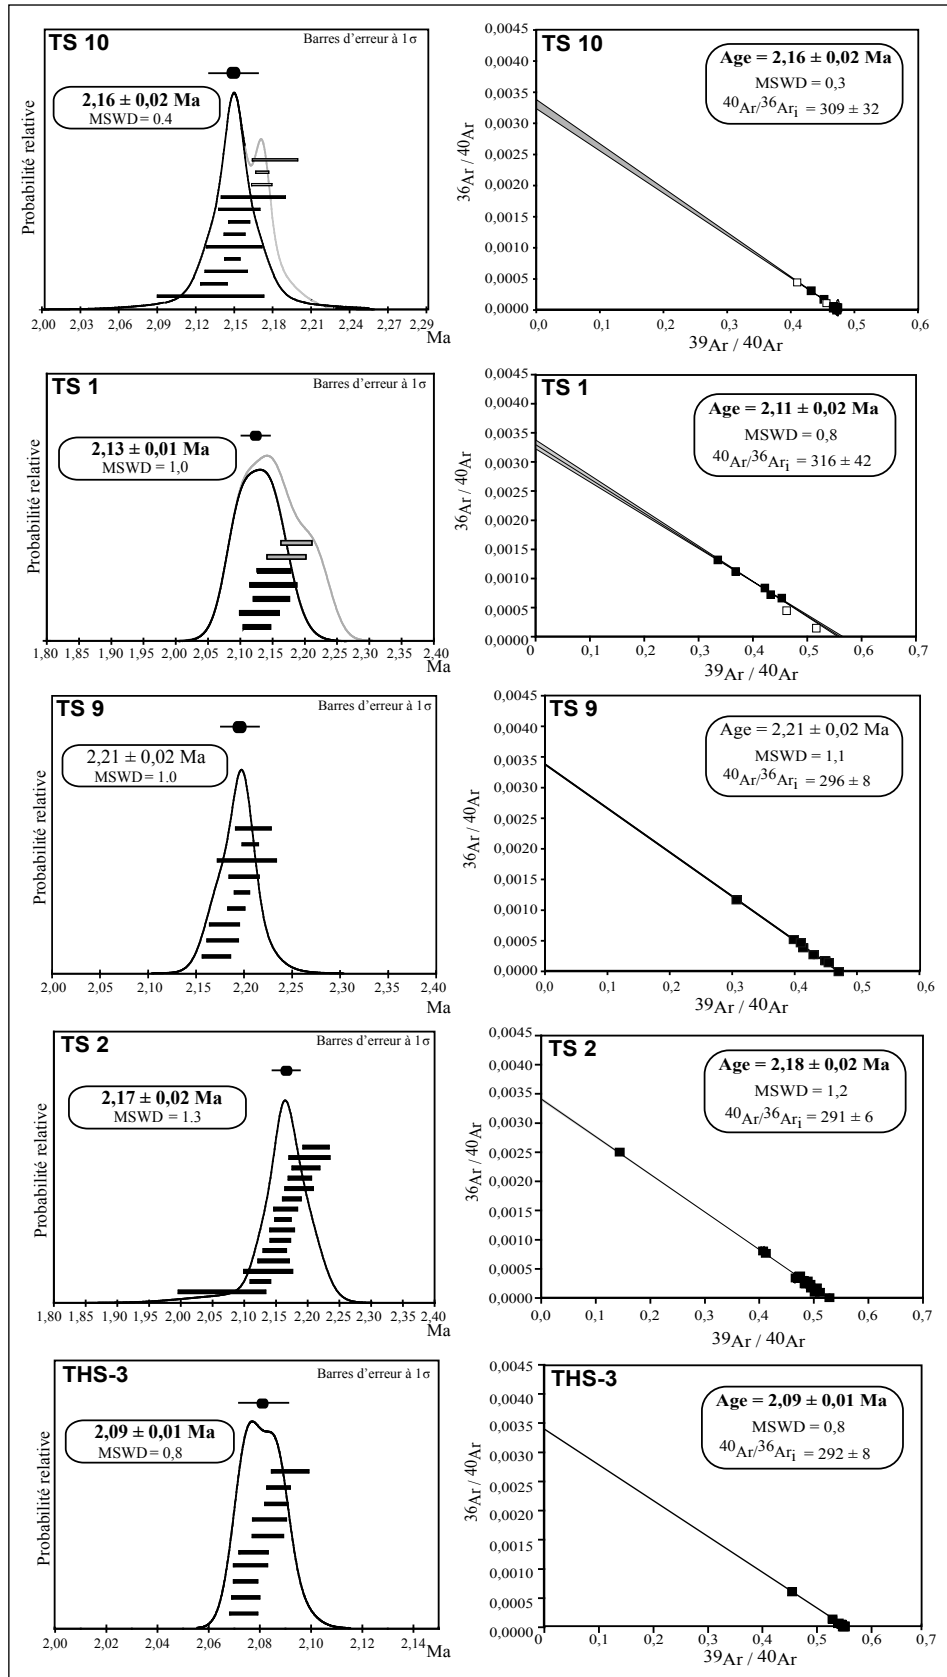 TS 10
Barres d'erreur à 1σ
2,16 ± 0,02 Ma
MSWD = 0.4
Probabilité relative
2,00 2,03 2,06 2,09 2,12 2,15 2,18 2,21 2,24 2,27 2,29
Ma
TS 10
Age = 2,16 ± 0,02 Ma
MSWD = 0,3
40Ar/36Ari = 309 ± 32
36Ar / 40Ar
0,0045
0,0040
0,0035
0,0030
0,0025
0,0020
0,0015
0,0010
0,0005
0,0000
0,0 0,1 0,2 0,3 0,4 0,5 0,6
39Ar / 40Ar
TS 1
Barres d'erreur à 1σ
2,13 ± 0,01 Ma
MSWD = 1,0
Probabilité relative
1,80 1,85 1,90 1,95 2,00 2,05 2,10 2,15 2,20 2,25 2,30 2,35 2,40
Ma
TS 1
Age = 2,11 ± 0,02 Ma
MSWD = 0,8
40Ar/36Ari = 316 ± 42
36Ar / 40Ar
0,0045
0,0040
0,0035
0,0030
0,0025
0,0020
0,0015
0,0010
0,0005
0,0000
0 0,1 0,2 0,3 0,4 0,5 0,6 0,7
39Ar / 40Ar
TS 9
Barres d'erreur à 1σ
2,21 ± 0,02 Ma
MSWD = 1.0
Probabilité relative
2,00 2,05 2,10 2,15 2,20 2,25 2,30 2,35 2,40
Ma
TS 9
Age = 2,21 ± 0,02 Ma
MSWD = 1,1
40Ar/36Ari = 296 ± 8
36Ar / 40Ar
0,0045
0,0040
0,0035
0,0030
0,0025
0,0020
0,0015
0,0010
0,0005
0,0000
0,0 0,1 0,2 0,3 0,4 0,5 0,6
39Ar / 40Ar
TS 2
Barres d'erreur à 1σ
2,17 ± 0,02 Ma
MSWD = 1.3
Probabilité relative
1,80 1,85 1,90 1,95 2,00 2,05 2,10 2,15 2,20 2,25 2,30 2,35 2,40
Ma
TS 2
Age = 2,18 ± 0,02 Ma
MSWD = 1,2
40Ar/36Ari = 291 ± 6
36Ar / 40Ar
0,0045
0,0040
0,0035
0,0030
0,0025
0,0020
0,0015
0,0010
0,0005
0,0000
0,0 0,1 0,2 0,3 0,4 0,5 0,6 0,7
39Ar / 40Ar
THS-3
Barres d'erreur à 1σ
2,09 ± 0,01 Ma
MSWD = 0,8
Probabilité relative
2,00 2,02 2,04 2,06 2,08 2,10 2,12 2,14
Ma
THS-3
Age = 2,09 ± 0,01 Ma
MSWD = 0,8
40Ar/36Ari = 292 ± 8
36Ar / 40Ar
0,0045
0,0040
0,0035
0,0030
0,0025
0,0020
0,0015
0,0010
0,0005
0,0000
0 0,1 0,2 0,3 0,4 0,5 0,6 0,7
39Ar / 40Ar